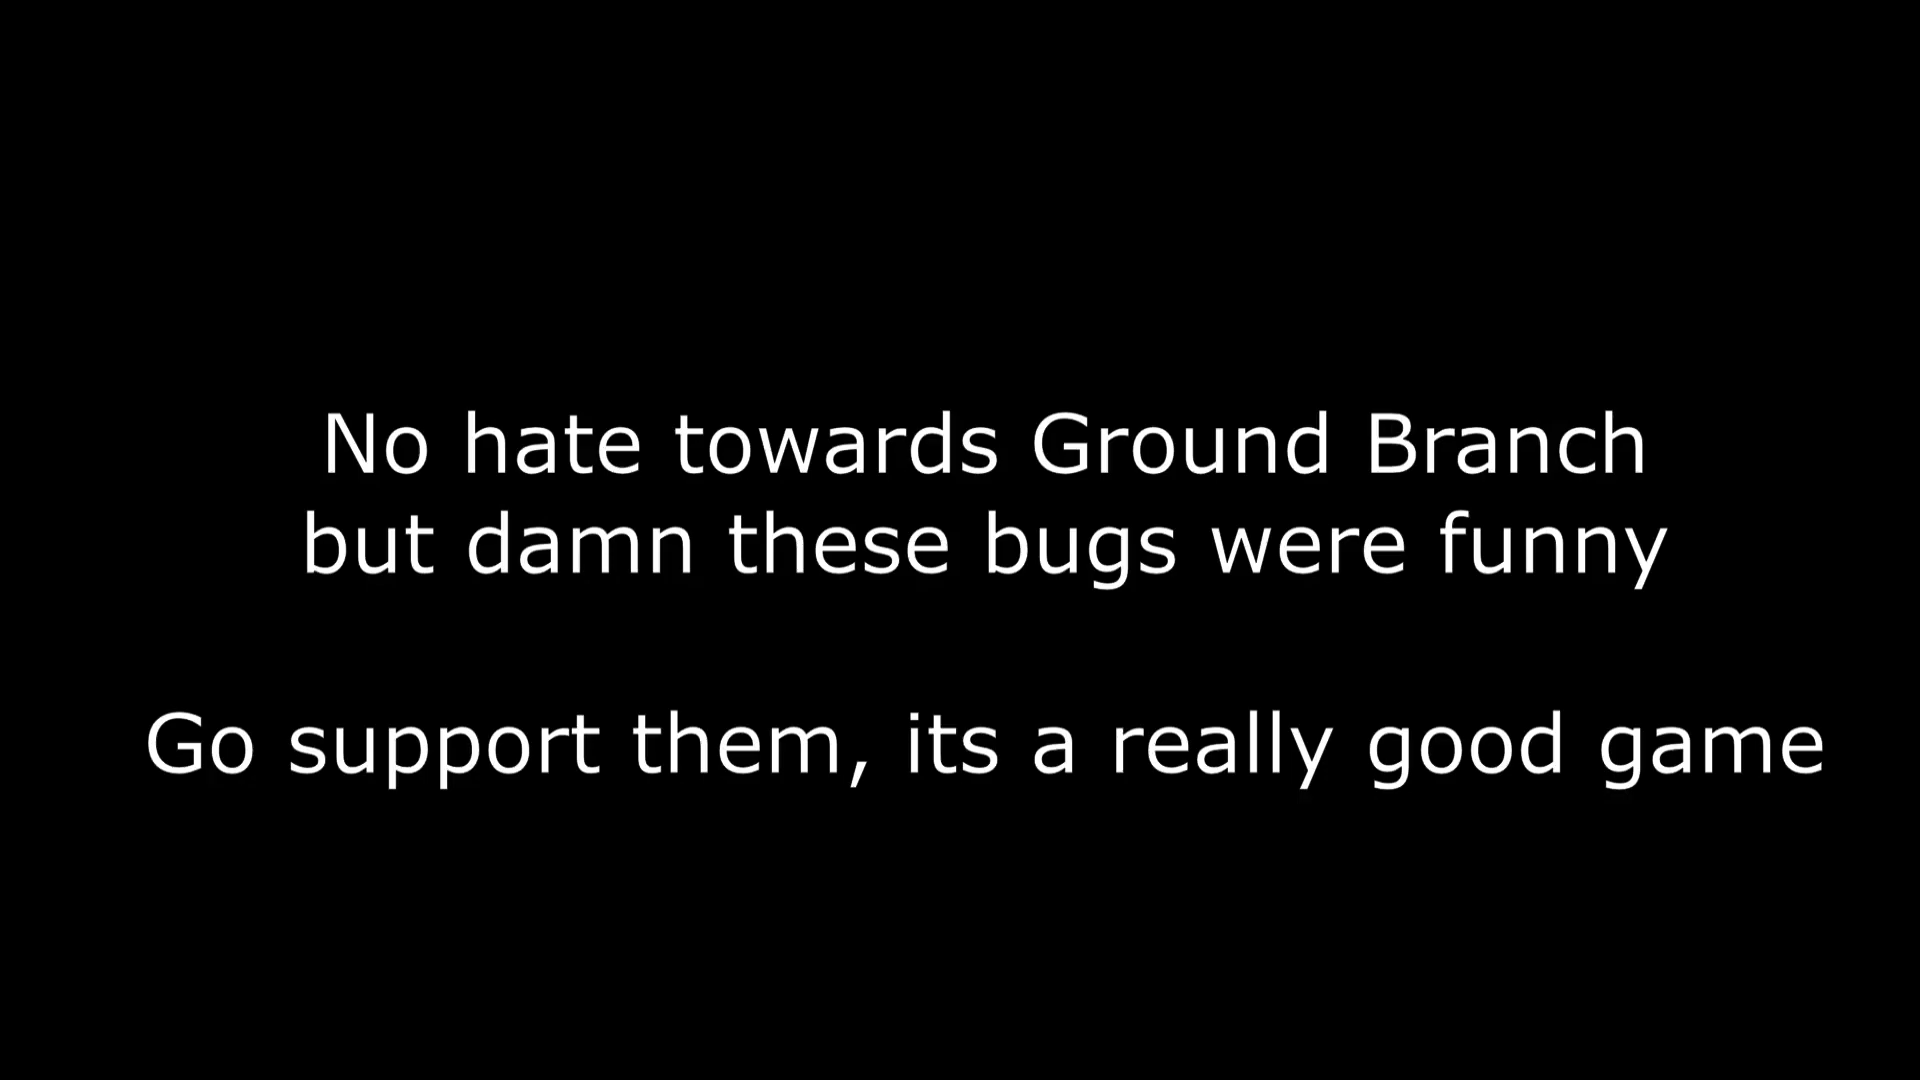 No hate towards Ground Branch
but damn these bugs were funny
Go support them, its a really good game